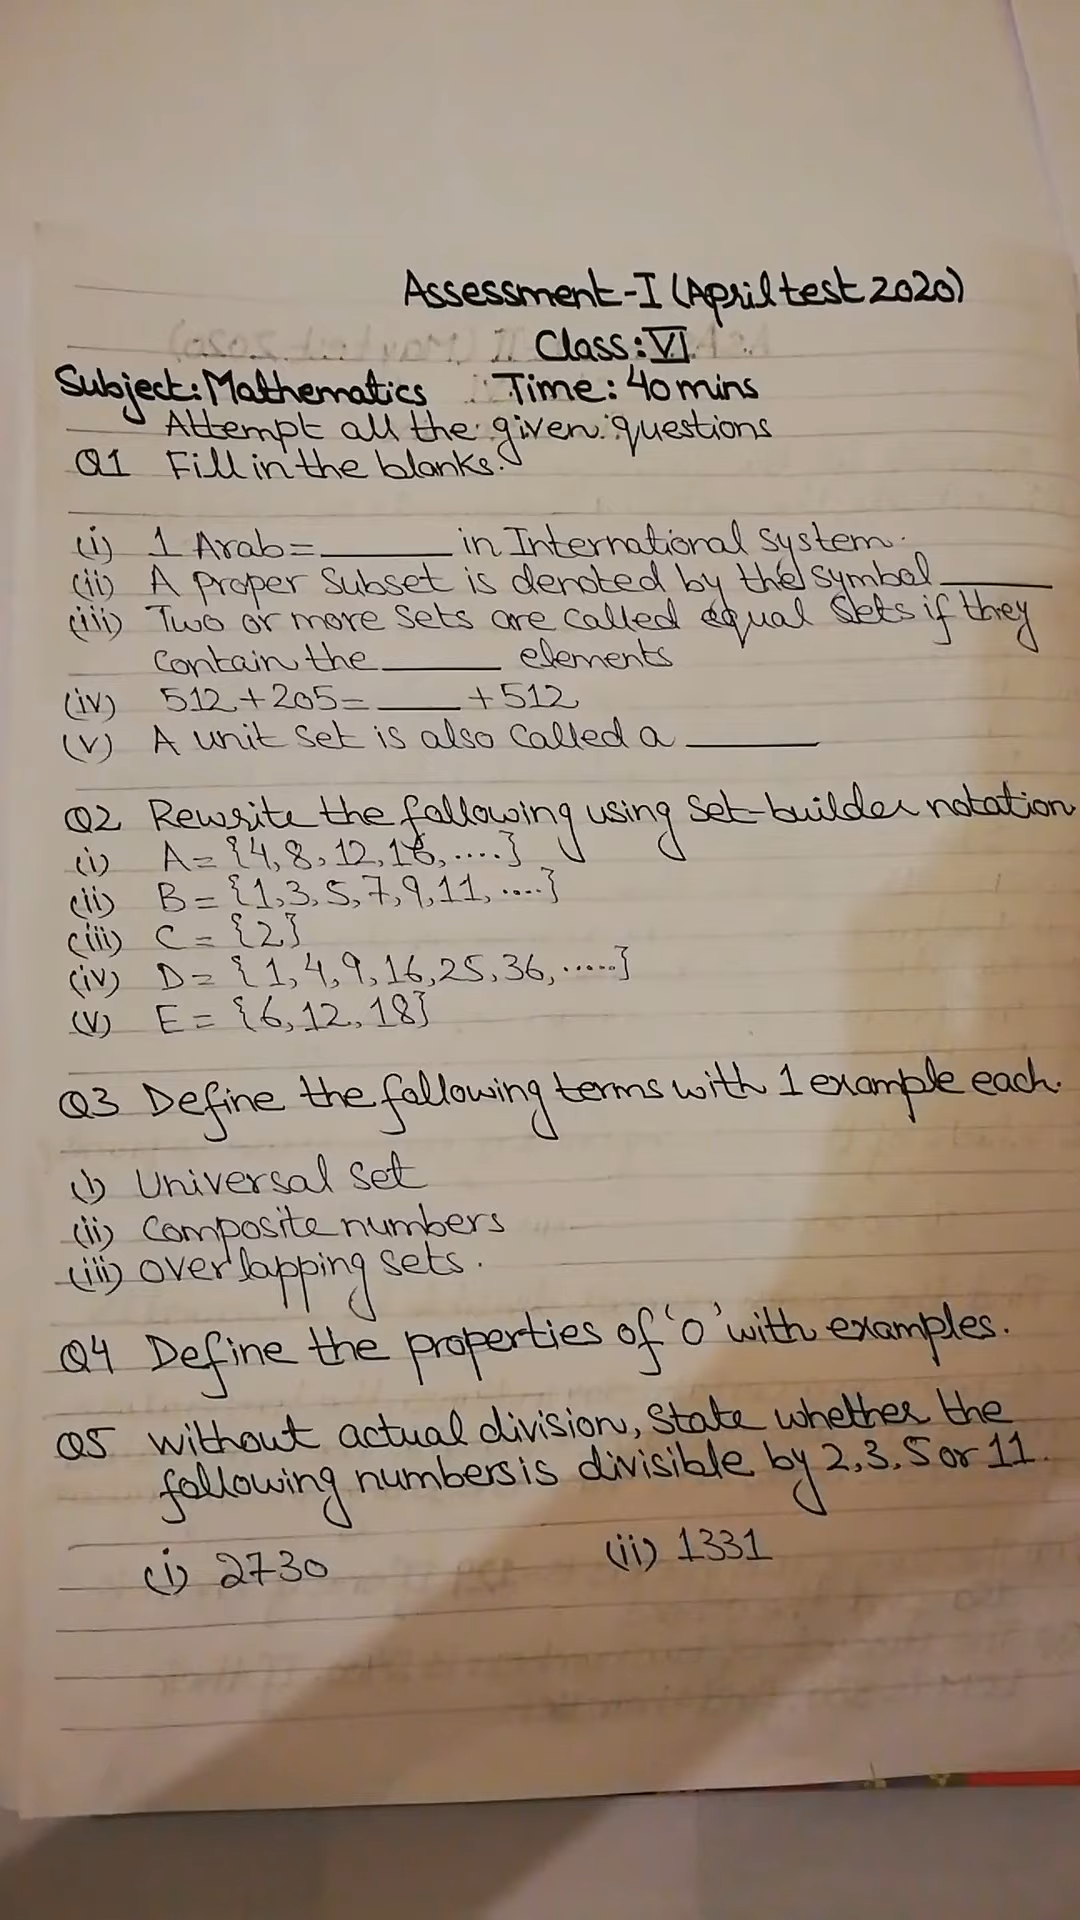 Assessment-I (April test 2020)
Class: VI
Subject: Mathematics Time: 40 mins
Attempt all the given questions
Q1 Fill in the blanks.
(i) 1 Arab = ______ in International System.
(ii) A proper Subset is denoted by the symbol ______
(iii) Two or more sets are called equal sets if they
contain the ______ elements
(iv) 512 + 205 = ____ + 512
(v) A unit set is also called a ______
Q2 Rewrite the following using set-builder notation
(i) A = {4, 8, 12, 16, ....}
(ii) B = {1, 3, 5, 7, 9, 11, ....}
(iii) C = {2}
(iv) D = {1, 4, 9, 16, 25, 36, .....}
(v) E = {6, 12, 18}
Q3 Define the following terms with 1 example each.
(i) Universal set
(ii) Composite numbers
(iii) overlapping sets.
Q4 Define the properties of '0' with examples.
Q5 without actual division, State whether the
following numbers is divisible by 2, 3, 5 or 11.
(i) 2730 (ii) 1331